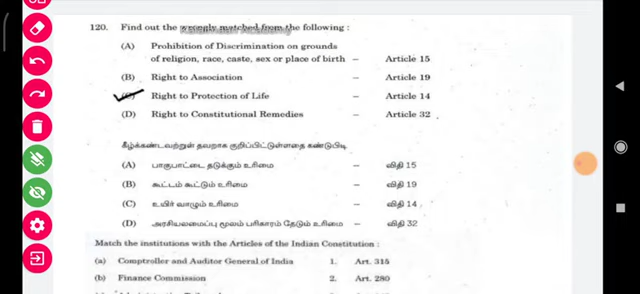 120. Find out the wrongly matched from the following :
(A) Prohibition of Discrimination on grounds
of religion, race, caste, sex or place of birth – Article 15
(B) Right to Association – Article 19
(C) Right to Protection of Life – Article 14
(D) Right to Constitutional Remedies – Article 32
கீழ்க்கண்டவற்றுள் தவறாக குறிப்பிட்டுள்ளதை கண்டுபிடி
(A) பாகுபாட்டை தடுக்கும் உரிமை – விதி 15
(B) கூட்டம் கூட்டும் உரிமை – விதி 19
(C) உயிர் வாழும் உரிமை – விதி 14
(D) அரசியலமைப்பு மூலம் பரிகாரம் தேடும் உரிமை – விதி 32
Match the institutions with the Articles of the Indian Constitution :
(a) Comptroller and Auditor General of India 1. Art. 315
(b) Finance Commission 2. Art. 280